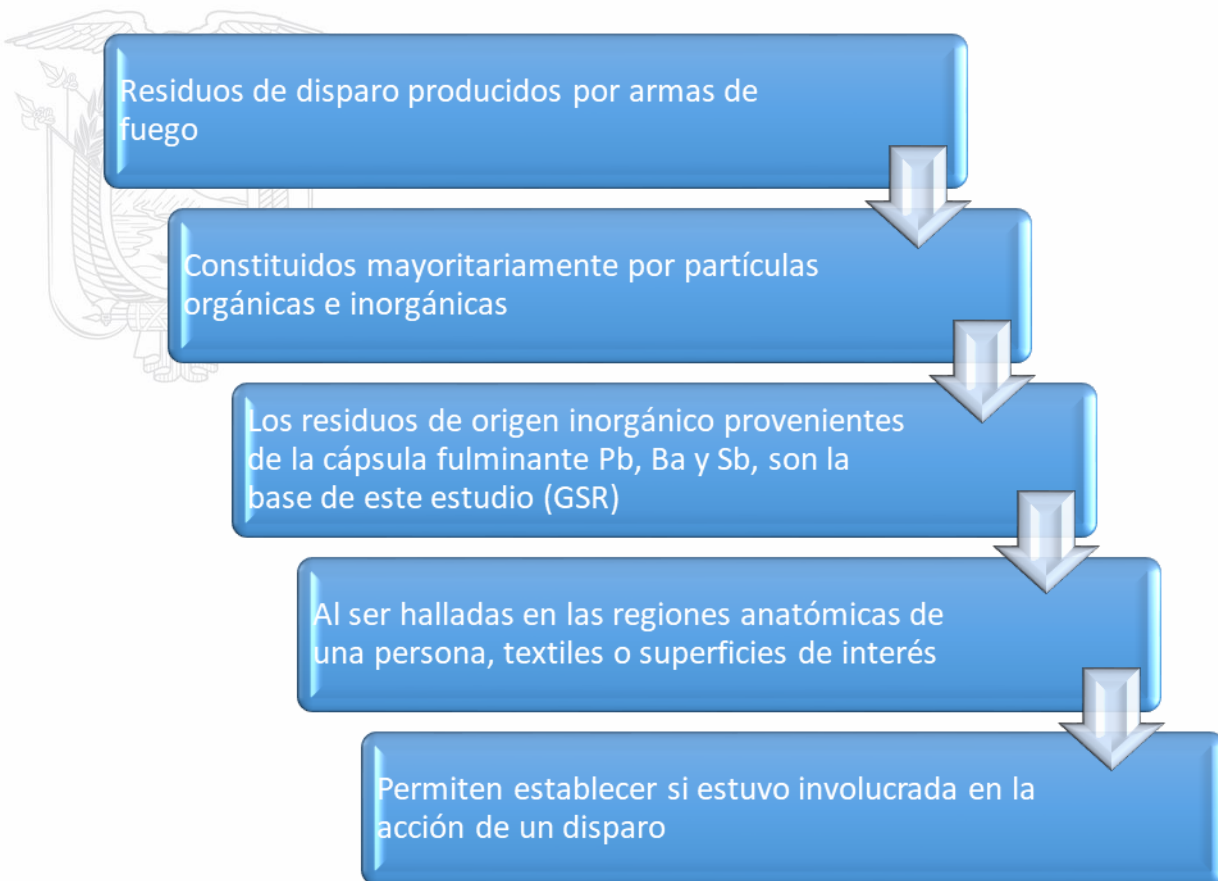 Residuos de disparo producidos por armas de
fuego
Constituidos mayoritariamente por partículas
orgánicas e inorgánicas
Los residuos de origen inorgánico provenientes
de la cápsula fulminante Pb, Ba y Sb, son la
base de este estudio (GSR)
Al ser halladas en las regiones anatómicas de
una persona, textiles o superficies de interés
Permiten establecer si estuvo involucrada en la
acción de un disparo